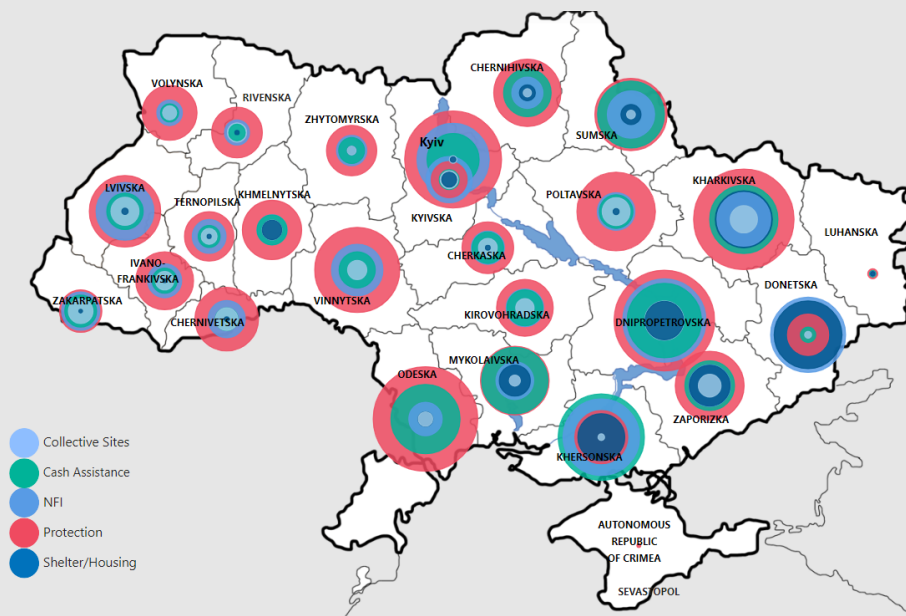 CHERNIHIVSKA
VOLYNSKA
RIVENSKA
ZHYTOMYRSKA
SUMSKA
Kyiv
KHARKIVSKA
LVIVSKA
TERNOPILSKA
KHMELNYTSKA
POLTAVSKA
KYIVSKA
LUHANSKA
CHERKASKA
IVANO-
FRANKIVSKA
DONETSKA
ZAKARPATSKA
VINNYTSKA
CHERNIVETSKA
KIROVOHRADSKA
DNIPROPETROVSKA
MYKOLAIVSKA
ODESKA
ZAPORIZKA
KHERSONSKA
AUTONOMOUS
REPUBLIC
OF CRIMEA
SEVASTOPOL
Collective Sites
Cash Assistance
NFI
Protection
Shelter/Housing